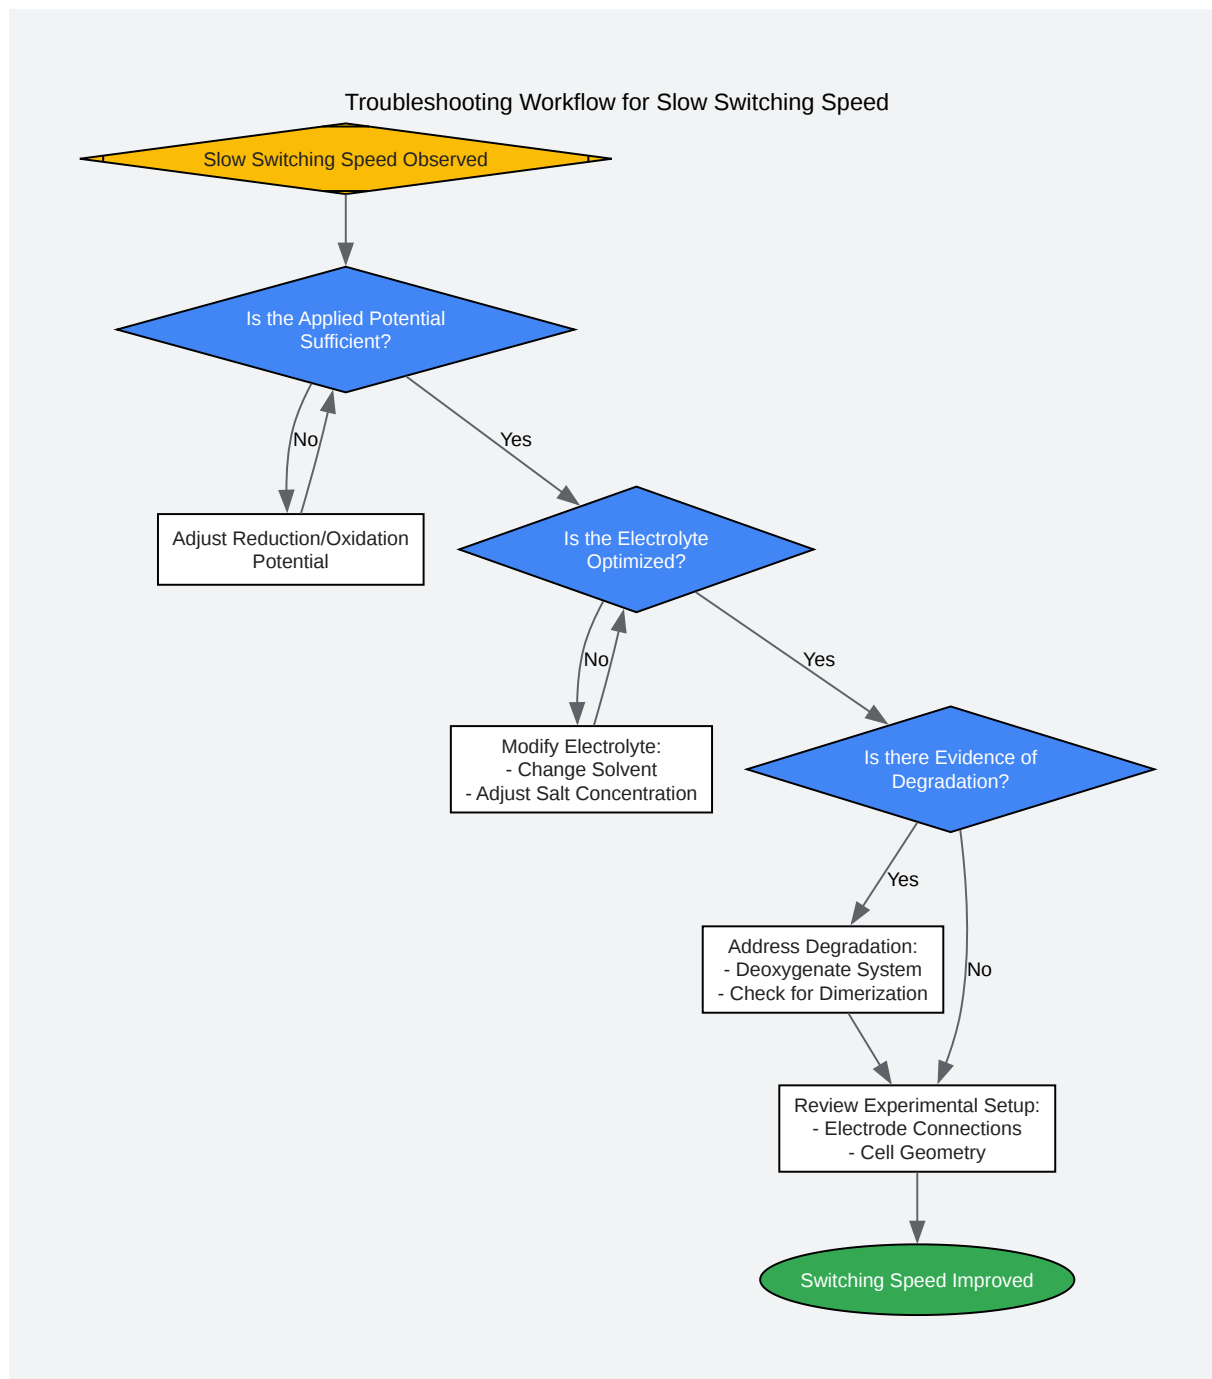 Troubleshooting Workflow for Slow Switching Speed
Slow Switching Speed Observed
Is the Applied Potential
Sufficient?
No
Yes
Adjust Reduction/Oxidation
Potential
Is the Electrolyte
Optimized?
No
Yes
Modify Electrolyte:
- Change Solvent
- Adjust Salt Concentration
Is there Evidence of
Degradation?
Yes
Address Degradation:
- Deoxygenate System
- Check for Dimerization
No
Review Experimental Setup:
- Electrode Connections
- Cell Geometry
Switching Speed Improved